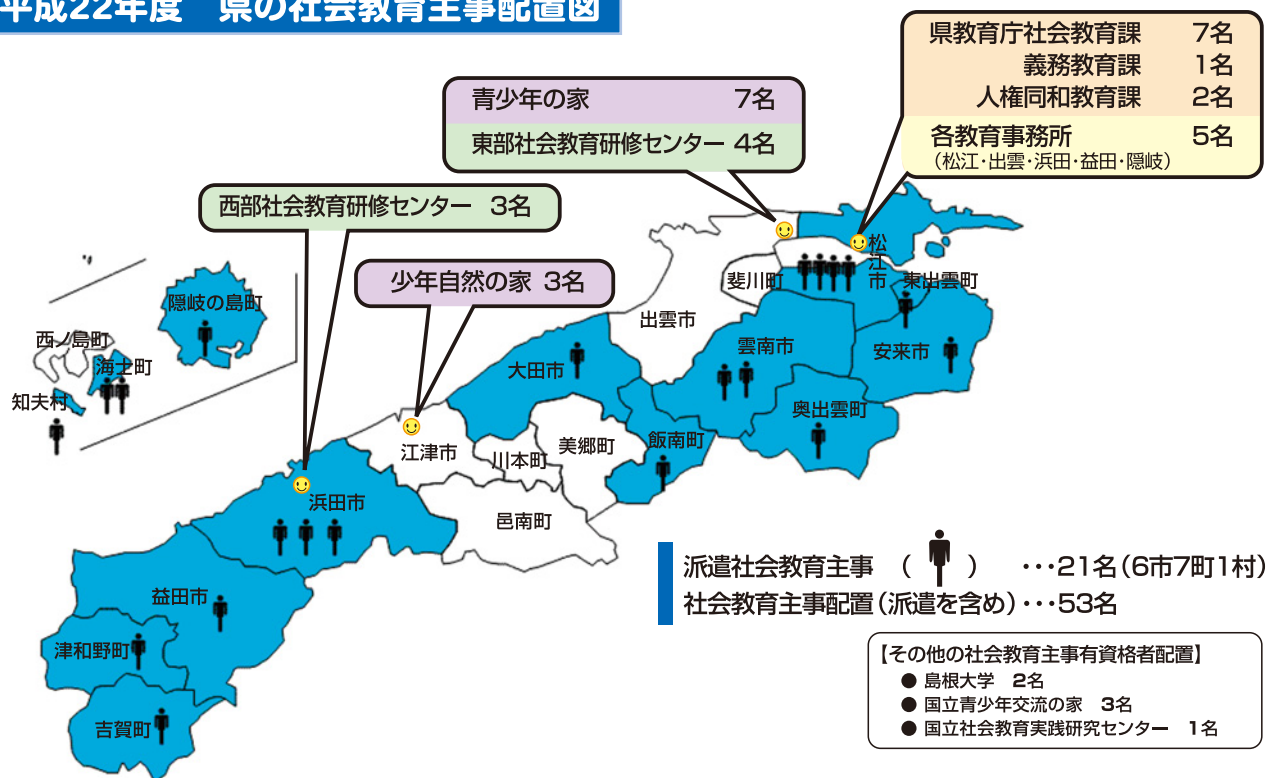 平成22年度　県の社会教育主事配置図
県教育庁社会教育課　7名
義務教育課　1名
人権同和教育課　2名
各教育事務所　5名
（松江・出雲・浜田・益田・隠岐）
青少年の家　7名
東部社会教育研修センター 4名
西部社会教育研修センター　3名
少年自然の家 3名
松江市
斐川町
東出雲町
隠岐の島町
西ノ島町
海士町
知夫村
出雲市
雲南市
安来市
大田市
奥出雲町
飯南町
美郷町
川本町
江津市
邑南町
浜田市
益田市
津和野町
吉賀町
派遣社会教育主事　（　）　・・・21名（6市7町1村）
社会教育主事配置（派遣を含め）・・・53名
【その他の社会教育主事有資格者配置】
● 島根大学　2名
● 国立青少年交流の家　3名
● 国立社会教育実践研究センター　1名